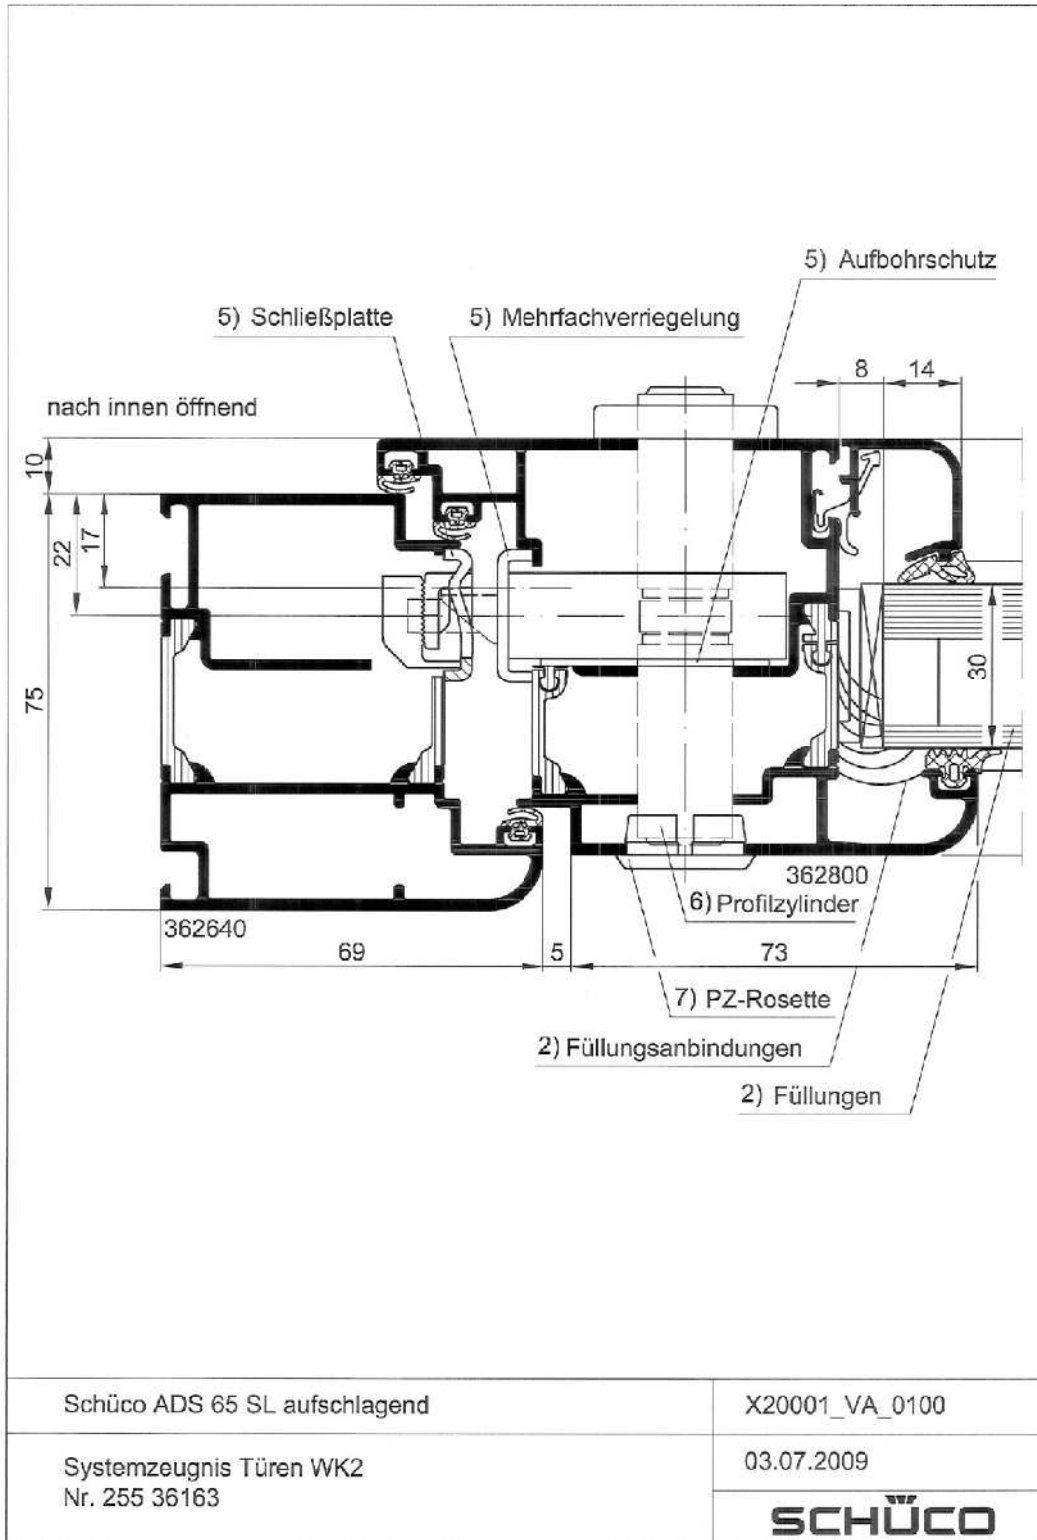 5) Aufbohrschutz
5) Schließplatte
5) Mehrfachverriegelung
8
14
nach innen öffnend
10
22
17
75
30
362800
6) Profilzylinder
362640
69
5
73
7) PZ-Rosette
2) Füllungsanbindungen
2) Füllungen
Schüco ADS 65 SL aufschlagend
X20001_VA_0100
Systemzeugnis Türen WK2
Nr. 255 36163
03.07.2009
SCHÜCO